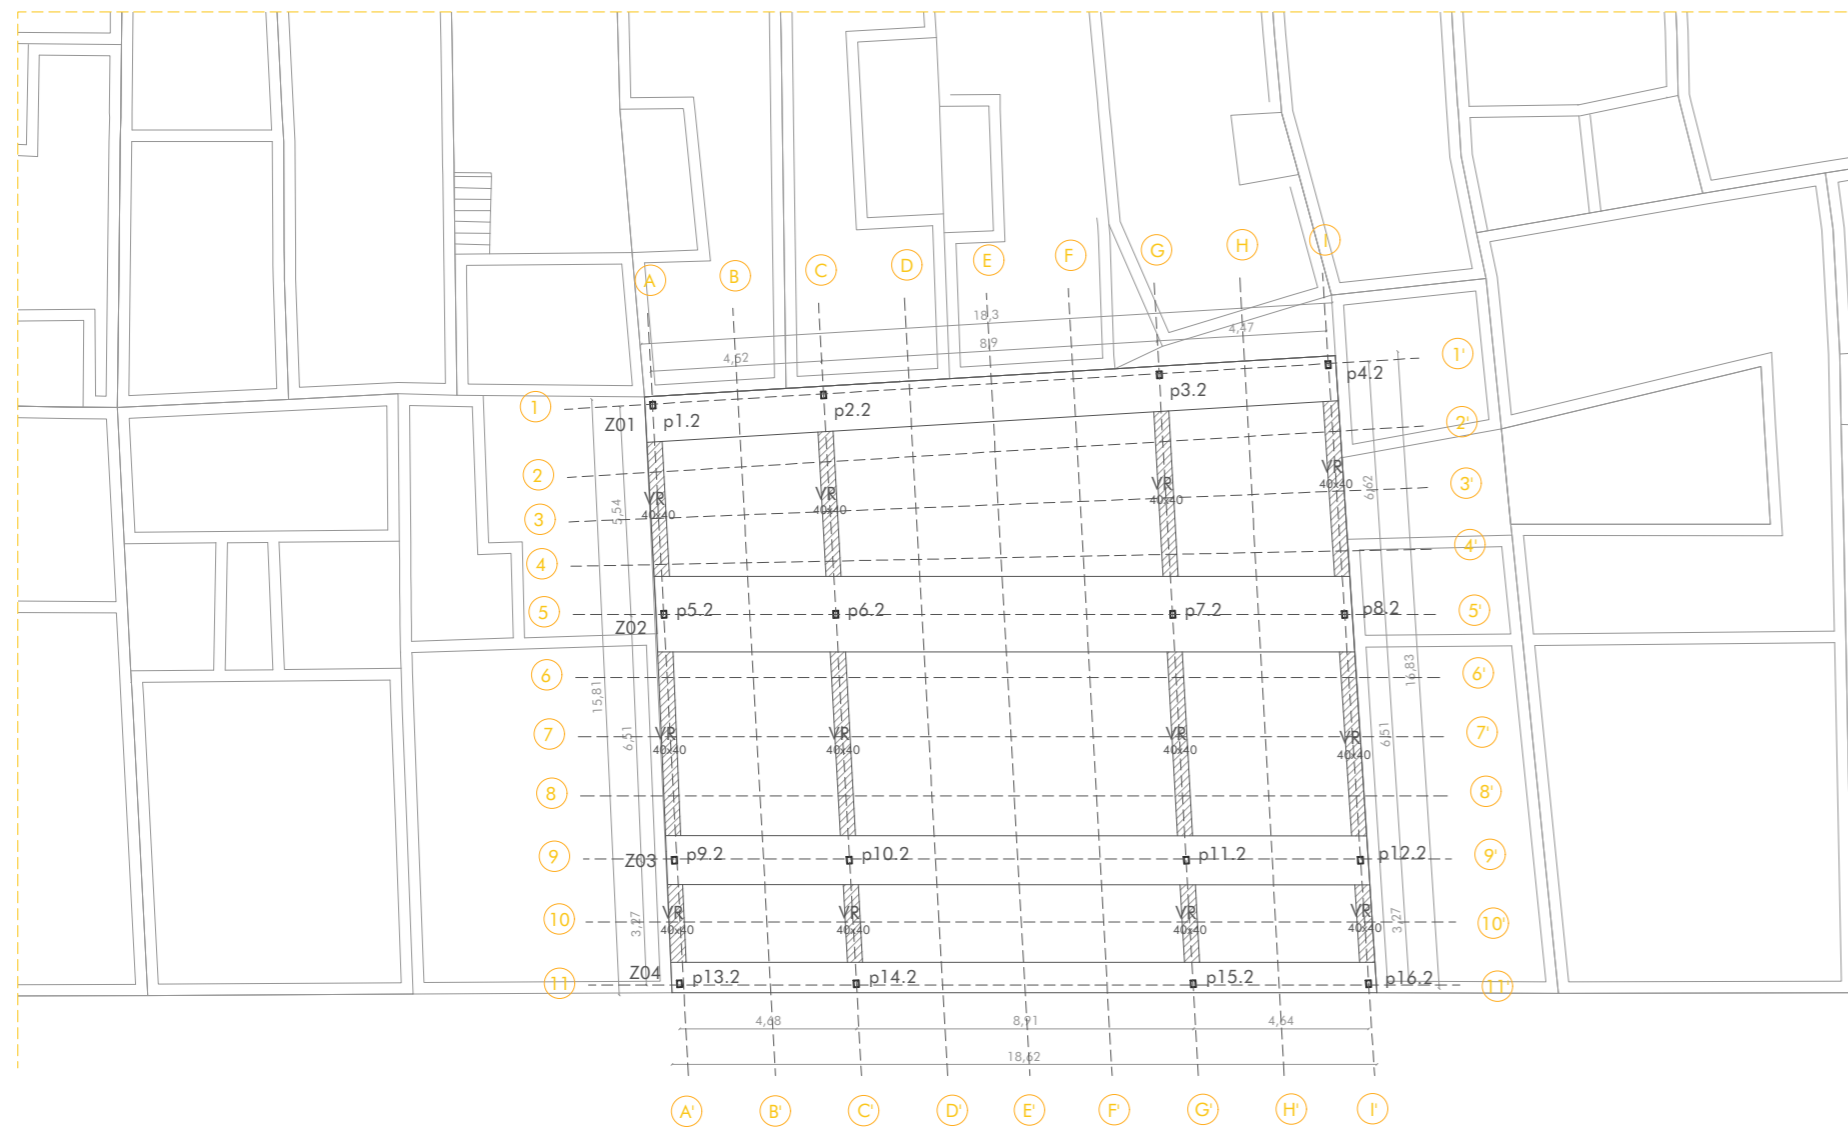 A B C D E F G H I
18,3
4,52 8,9 4,47
1 1'
p1.2 p2.2 p3.2 p4.2
Z01
2 2'
VR 40x40 VR 40x40 VR 40x40 VR 40x40
5,54 6,62
3 3'
4 4'
5 5'
p5.2 p6.2 p7.2 p8.2
Z02
6 6'
15,81 16,83
6,51 6,51
7 7'
VR 40x40 VR 40x40 VR 40x40 VR 40x40
8 8'
9 9'
Z03 p9.2 p10.2 p11.2 p12.2
10 10'
VR 40x40 VR 40x40 VR 40x40 VR 40x40
3,27 3,27
Z04
11 11'
p13.2 p14.2 p15.2 p16.2
4,68 8,91 4,64
18,62
A' B' C' D' E' F' G' H' I'